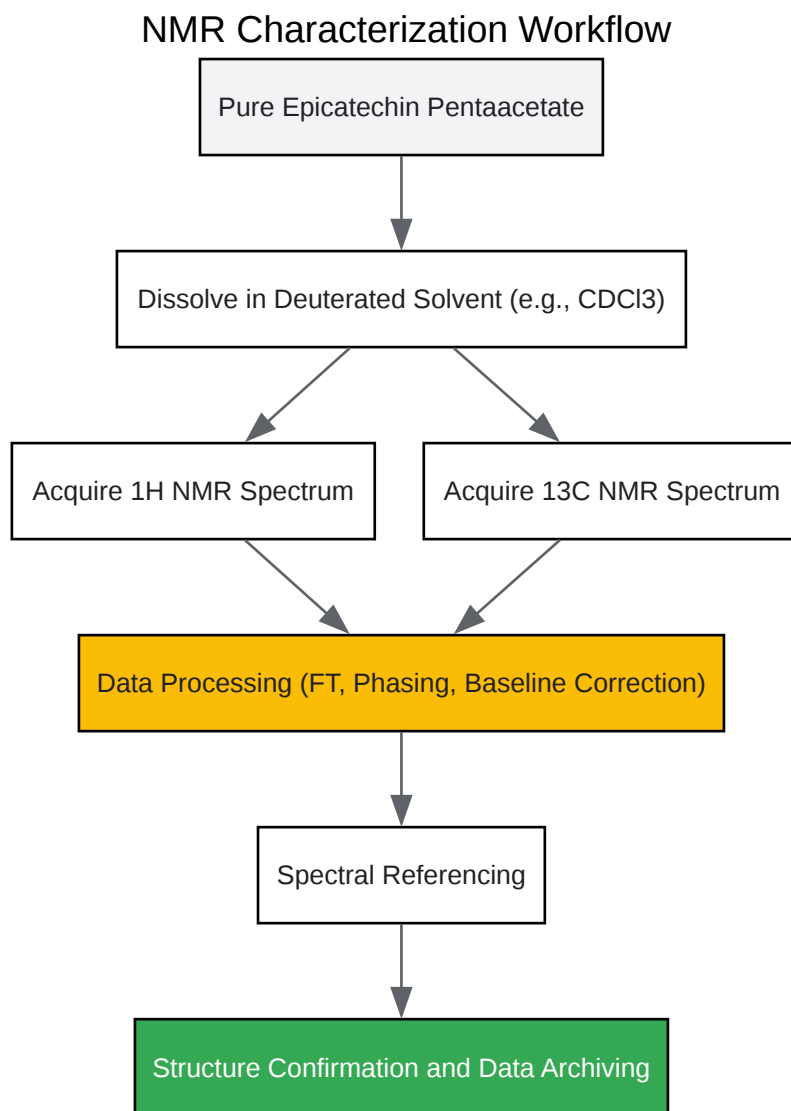 NMR Characterization Workflow
Pure Epicatechin Pentaacetate
Dissolve in Deuterated Solvent (e.g., CDCl3)
Acquire 1H NMR Spectrum
Acquire 13C NMR Spectrum
Data Processing (FT, Phasing, Baseline Correction)
Spectral Referencing
Structure Confirmation and Data Archiving